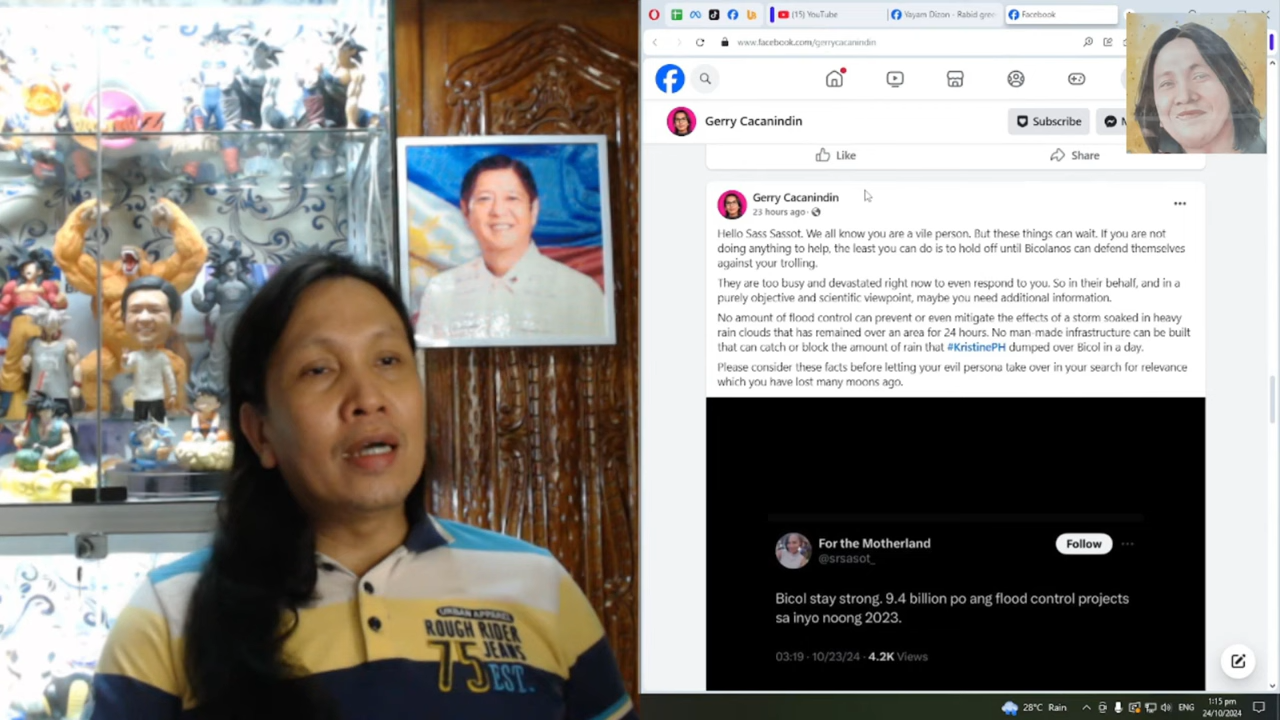 (15) YouTube
Yayam Dizon - Rabid gree
Facebook
www.facebook.com/gerrycacanindin
Gerry Cacanindin
Subscribe
M
Like
Share
Gerry Cacanindin
23 hours ago
Hello Sass Sassot. We all know you are a vile person. But these things can wait. If you are not
doing anything to help, the least you can do is to hold off until Bicolanos can defend themselves
against your trolling.
They are too busy and devastated right now to even respond to you. So in their behalf, and in a
purely objective and scientific viewpoint, maybe you need additional information.
No amount of flood control can prevent or even mitigate the effects of a storm soaked in heavy
rain clouds that has remained over an area for 24 hours. No man-made infrastructure can be built
that can catch or block the amount of rain that #KristinePH dumped over Bicol in a day.
Please consider these facts before letting your evil persona take over in your search for relevance
which you have lost many moons ago.
For the Motherland
@srsasot_
Follow
Bicol stay strong. 9.4 billion po ang flood control projects
sa inyo noong 2023.
03:19 · 10/23/24 · 4.2K Views
URBAN APPAREL
ROUGH RIDER
75 JEANS
EST.
28°C Rain
ENG
1:15 pm
24/10/2024